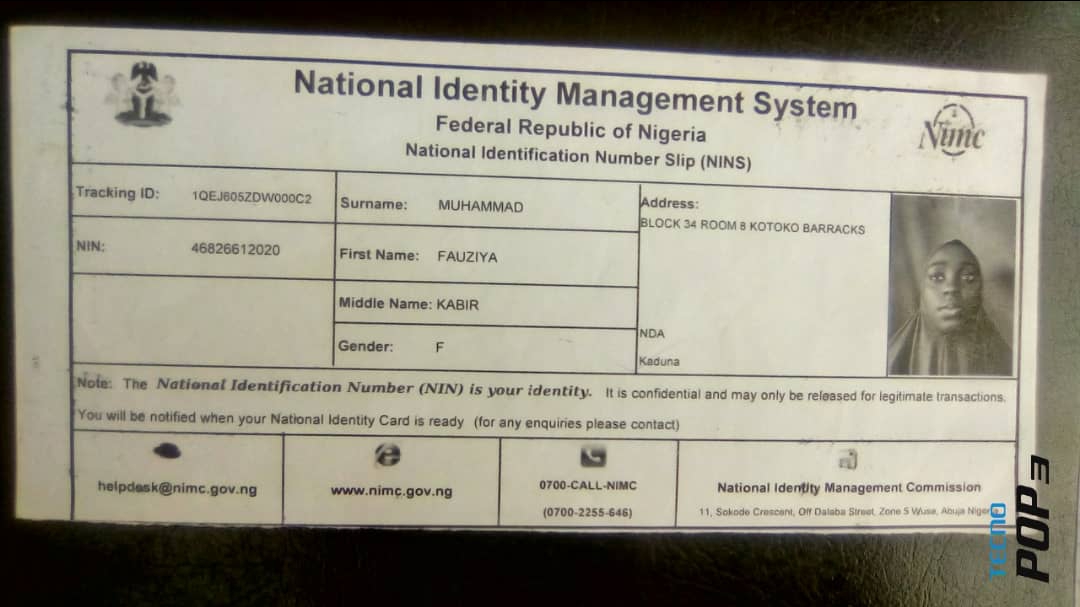 National Identity Management System
Federal Republic of Nigeria
National Identification Number Slip (NINS)
Nimc
Tracking ID: 1QEJ605ZDW000C2
NIN: 46826612020
Surname: MUHAMMAD
First Name: FAUZIYA
Middle Name: KABIR
Gender: F
Address:
BLOCK 34 ROOM 8 KOTOKO BARRACKS
NDA
Kaduna
Note: The National Identification Number (NIN) is your identity. It is confidential and may only be released for legitimate transactions.
You will be notified when your National Identity Card is ready (for any enquiries please contact)
helpdesk@nimc.gov.ng
www.nimc.gov.ng
0700-CALL-NIMC
(0700-2255-646)
National Identity Management Commission
11, Sokode Crescent, Off Dalaba Street, Zone 5 Wuse, Abuja
TECNO
POP 3